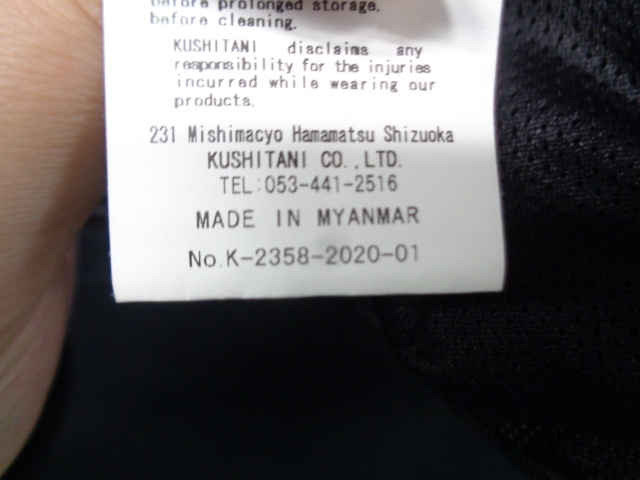 before prolonged storage.
before cleaning.
KUSHITANI disclaims any
responsibility for the injuries
incurred while wearing our
products.
231 Mishimacyo Hamamatsu Shizuoka
KUSHITANI CO.,LTD.
TEL:053-441-2516
MADE IN MYANMAR
No.K-2358-2020-01